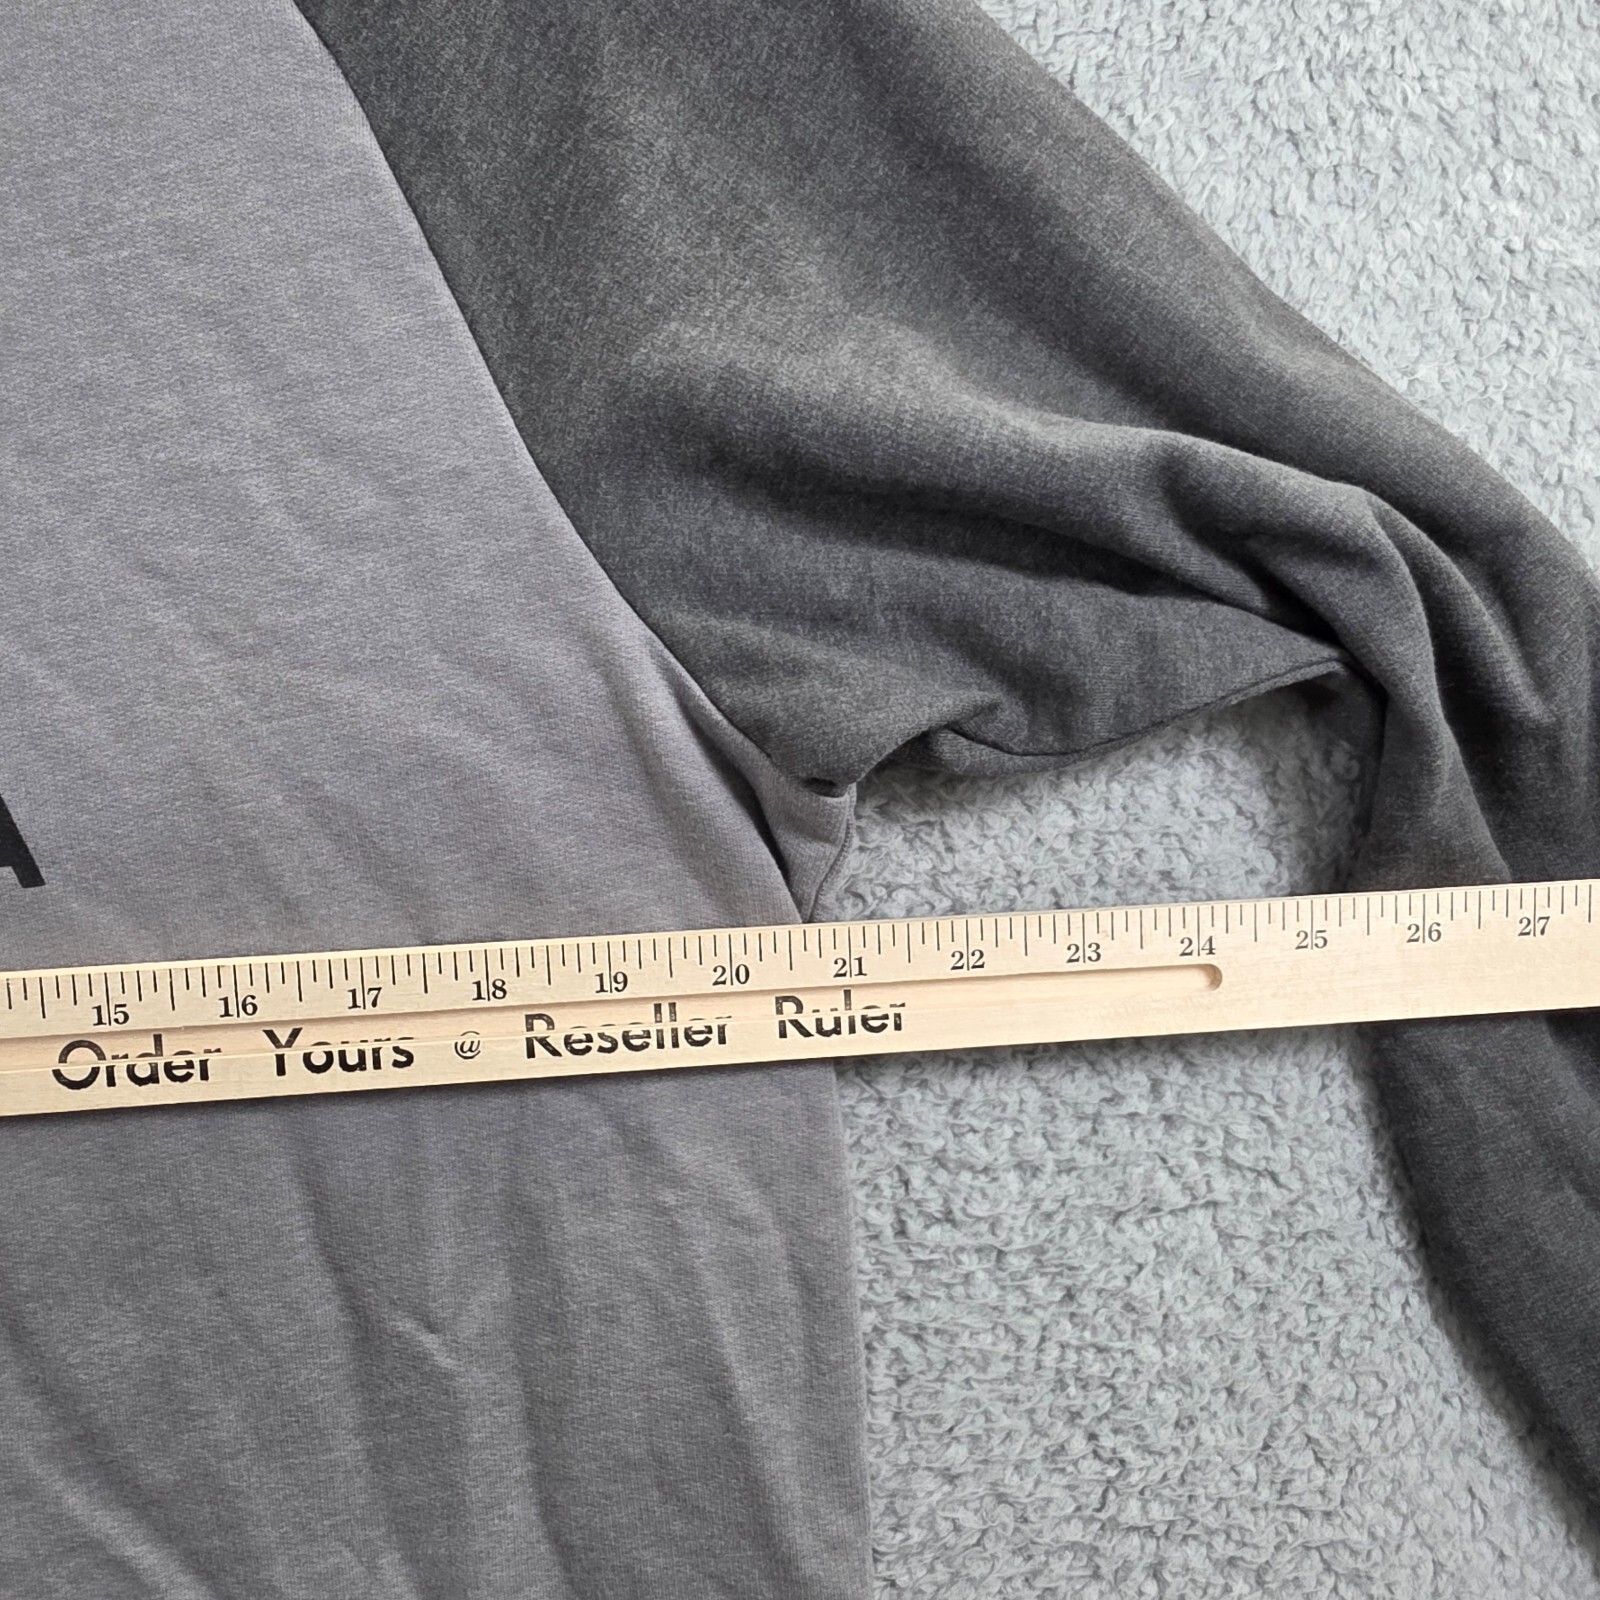 A
15 16 17 18 19 20 21 22 23 24 25 26 27
Order Yours @ Reseller Ruler